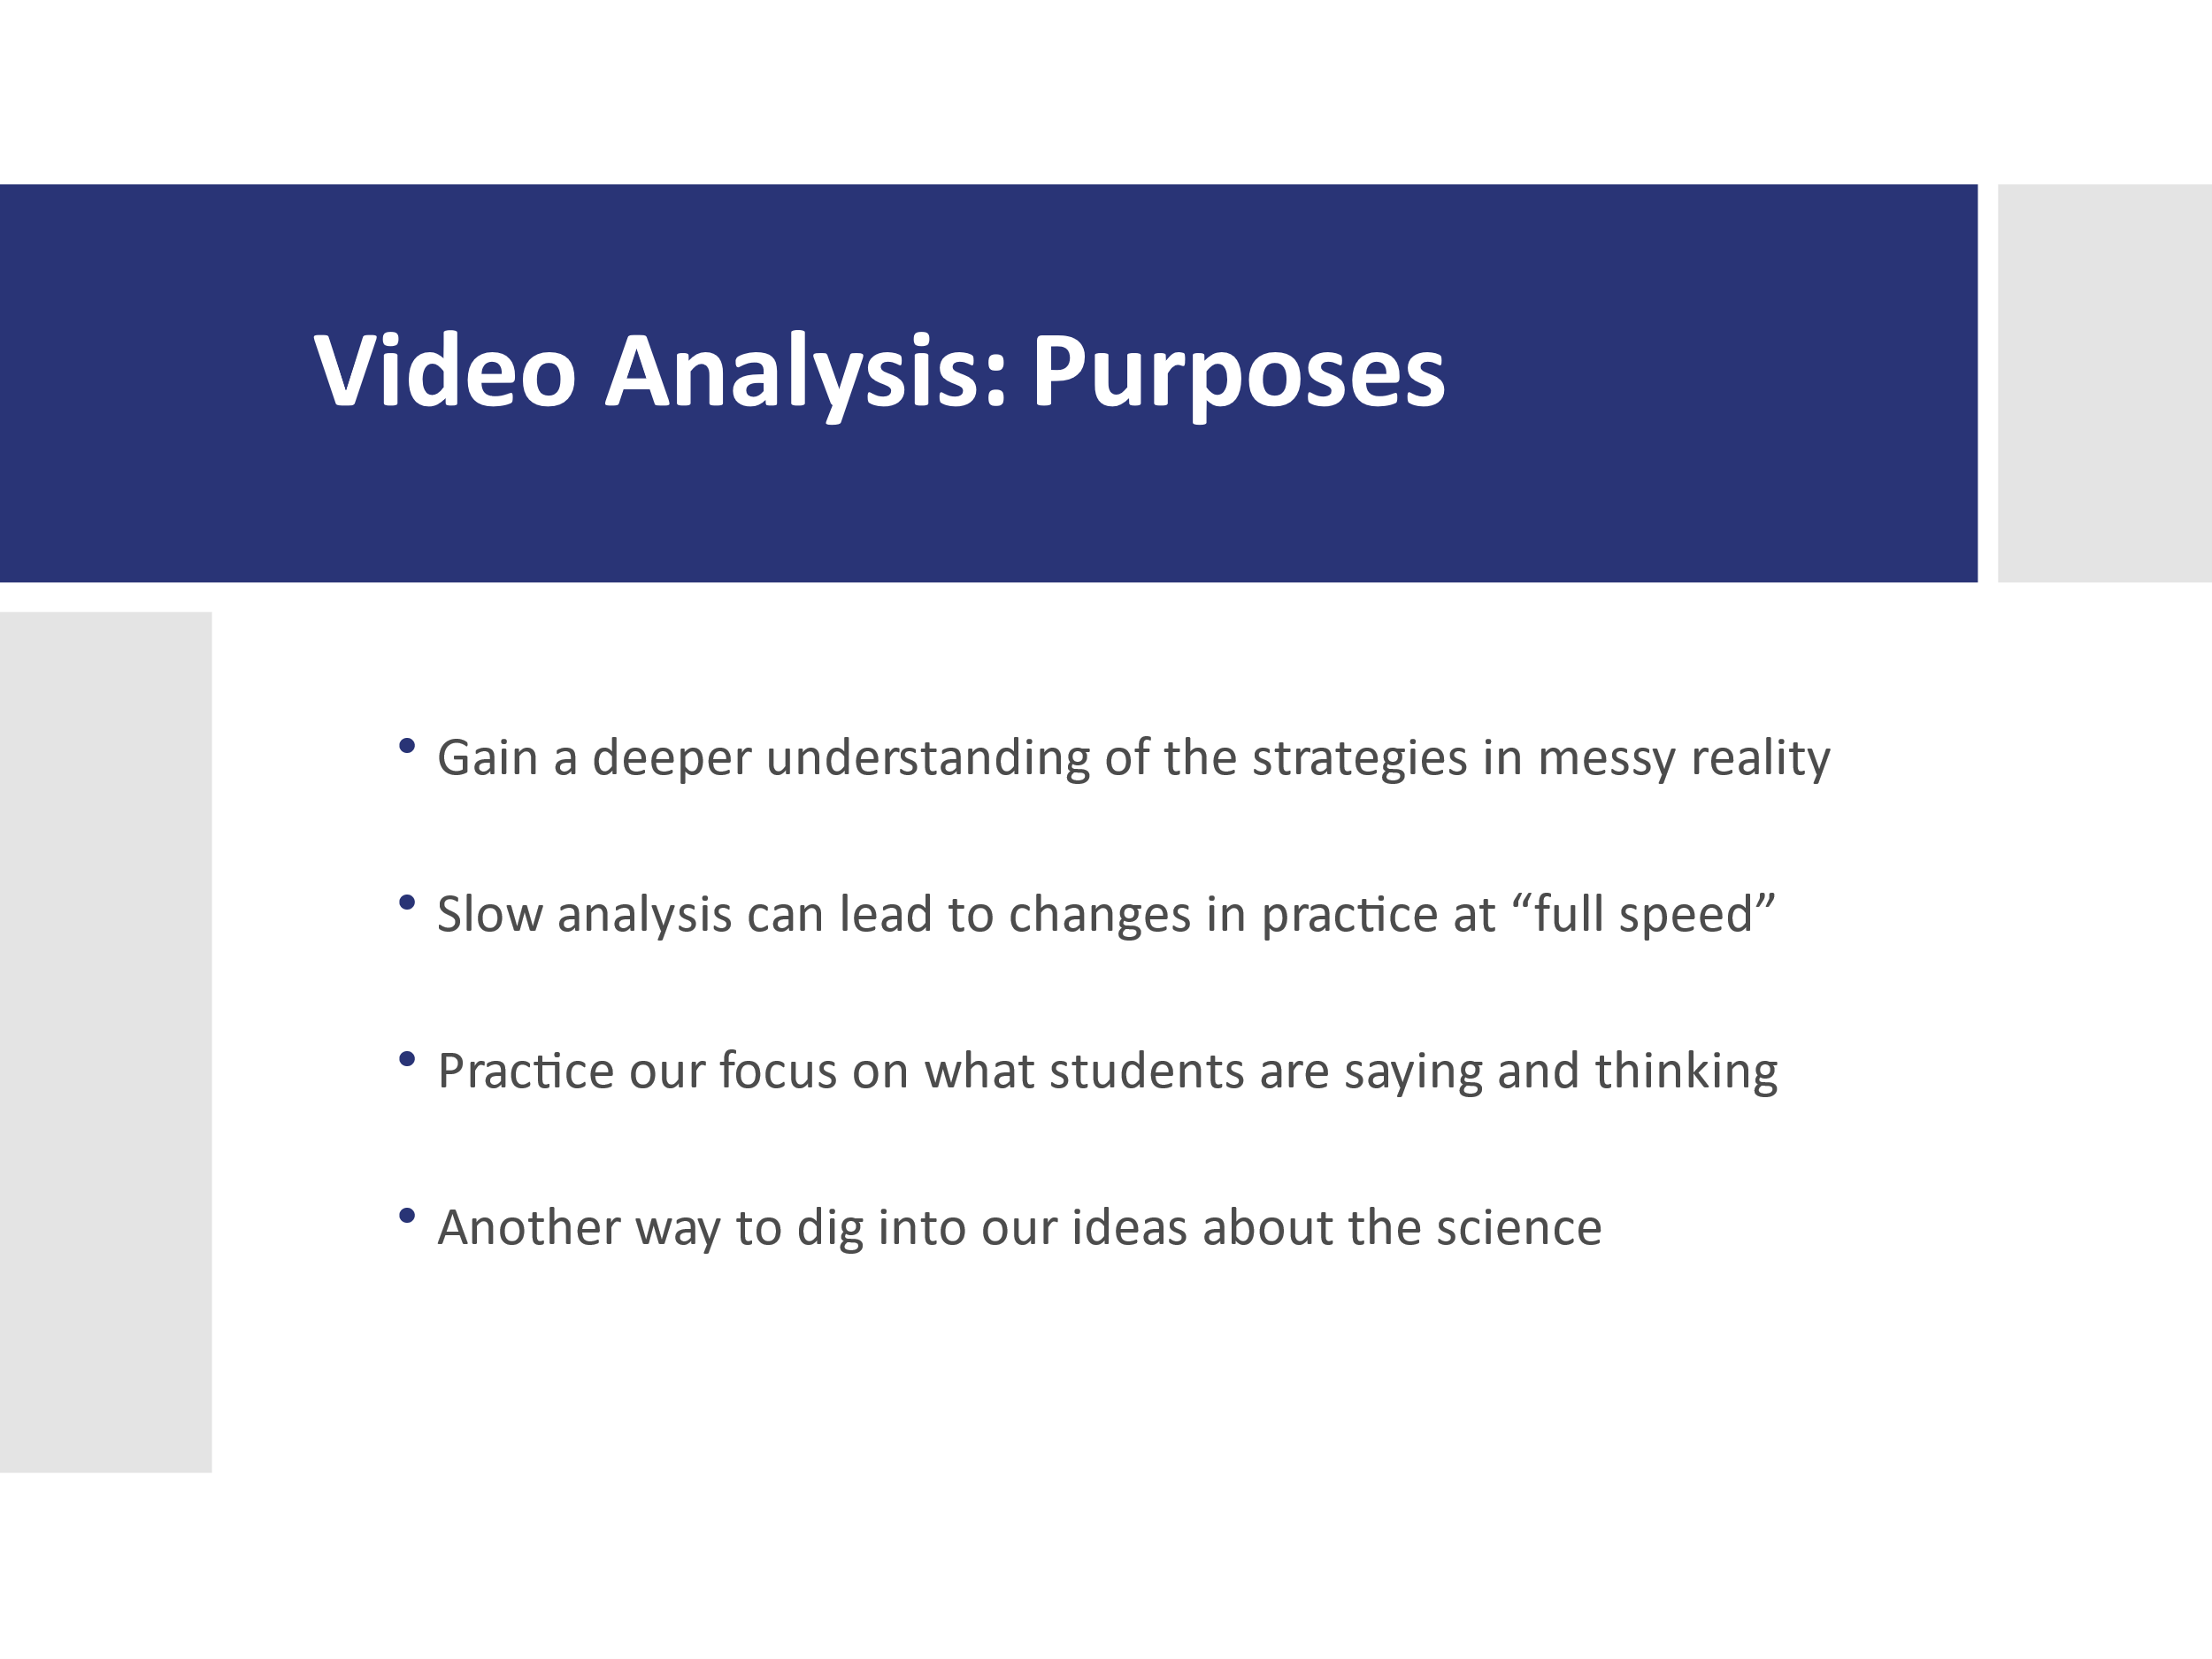 Video Analysis: Purposes
• Gain a deeper understanding of the strategies in messy reality
• Slow analysis can lead to changes in practice at “full speed”
• Practice our focus on what students are saying and thinking
• Another way to dig into our ideas about the science